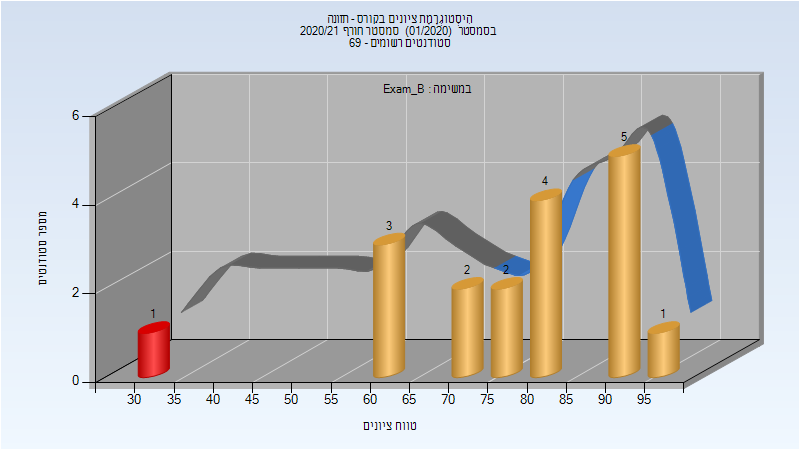 היסטוגרמת ציונים בקורס - חזונה
בסמסטר (01/2020) סמסטר חורף 2020/21
סטודנטים רשומים - 69
במשימה : Exam_B
מספר סטודנטים
6
4
2
0
1
3
2
2
4
5
1
30 35 40 45 50 55 60 65 70 75 80 85 90 95
טווח ציונים